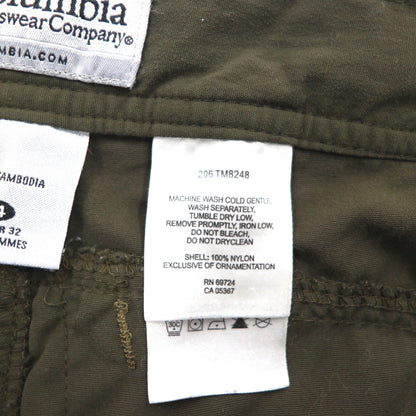 olumbia
swear Company®
MBIA.COM
CAMBODIA
4
R 32
MMES
206 TM8248
MACHINE WASH COLD GENTLE,
WASH SEPARATELY,
TUMBLE DRY LOW,
REMOVE PROMPTLY, IRON LOW,
DO NOT BLEACH,
DO NOT DRYCLEAN
SHELL: 100% NYLON
EXCLUSIVE OF ORNAMENTATION
RN 69724
CA 05367
30C